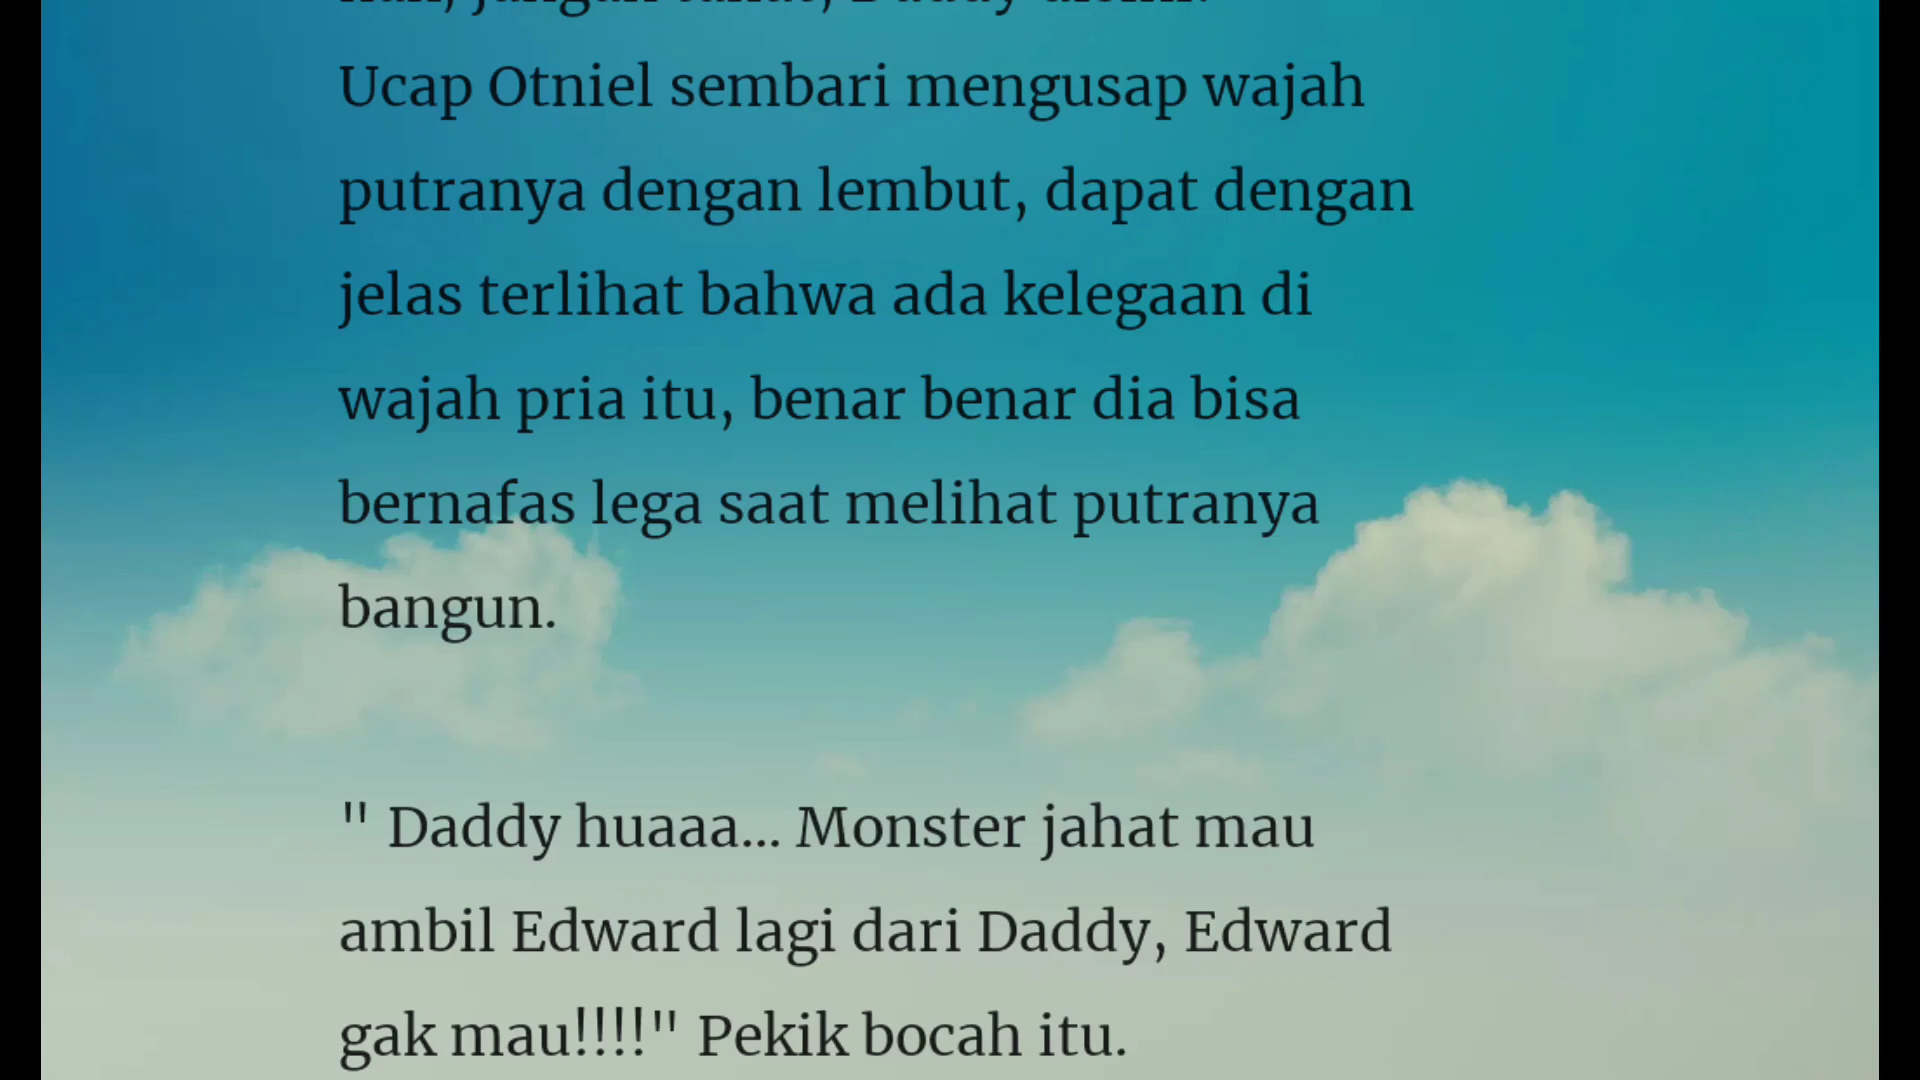 Ucap Otniel sembari mengusap wajah
putranya dengan lembut, dapat dengan
jelas terlihat bahwa ada kelegaan di
wajah pria itu, benar benar dia bisa
bernafas lega saat melihat putranya
bangun.
" Daddy huaaa... Monster jahat mau
ambil Edward lagi dari Daddy, Edward
gak mau!!!!" Pekik bocah itu.